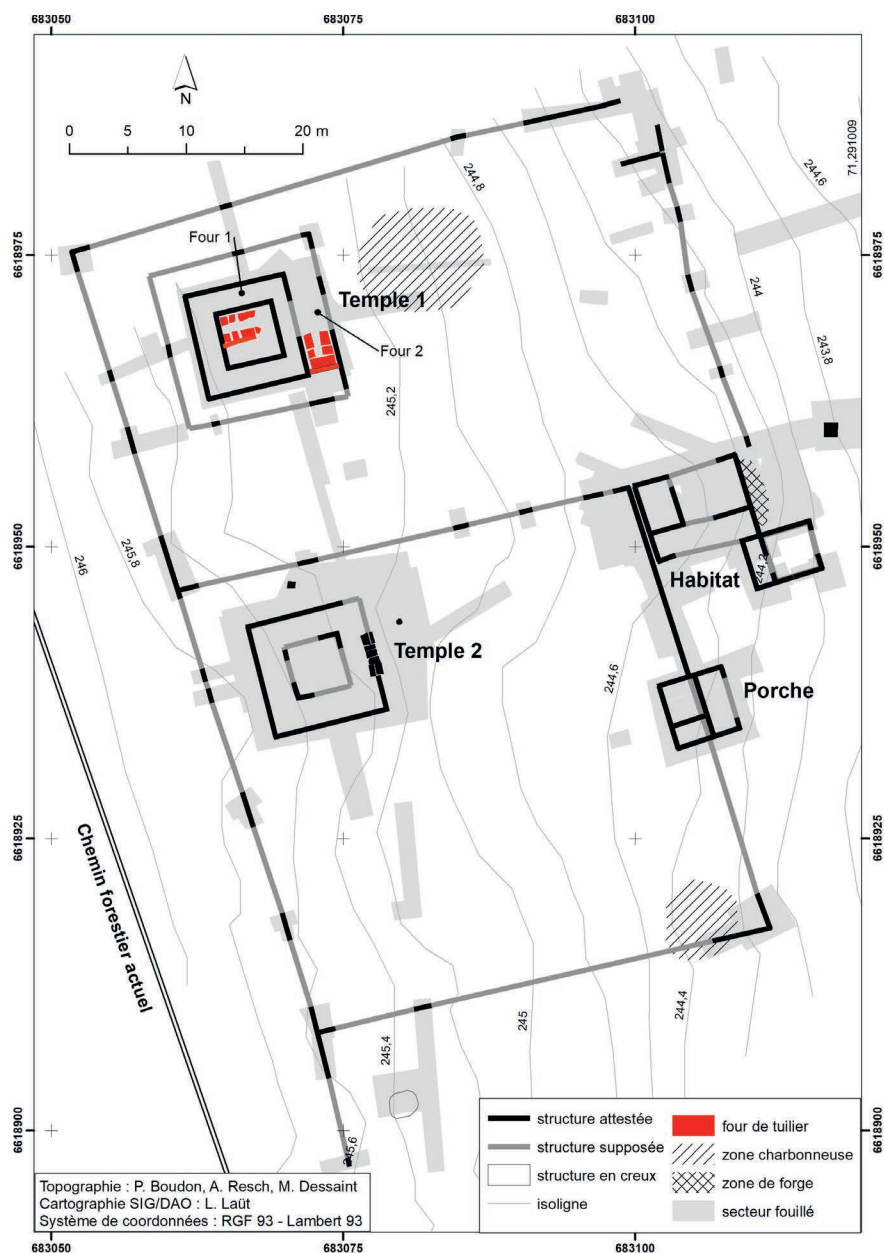 683050 683075 683100
N
0 5 10 20 m
71,291009
244,6
244,8
6618975 6618975
Four 1
Temple 1
244
Four 2
243,8
245,2
6618950 6618950
246
245,8
Habitat
244,2
Temple 2
244,6
Porche
6618925 6618925
Chemin forestier actuel
245
244,4
245,4
6618900 6618900
245,6
structure attestée
structure supposée
structure en creux
isoligne
four de tuilier
zone charbonneuse
zone de forge
secteur fouillé
Topographie : P. Boudon, A. Resch, M. Dessaint
Cartographie SIG/DAO : L. Laüt
Système de coordonnées : RGF 93 - Lambert 93
683050 683075 683100